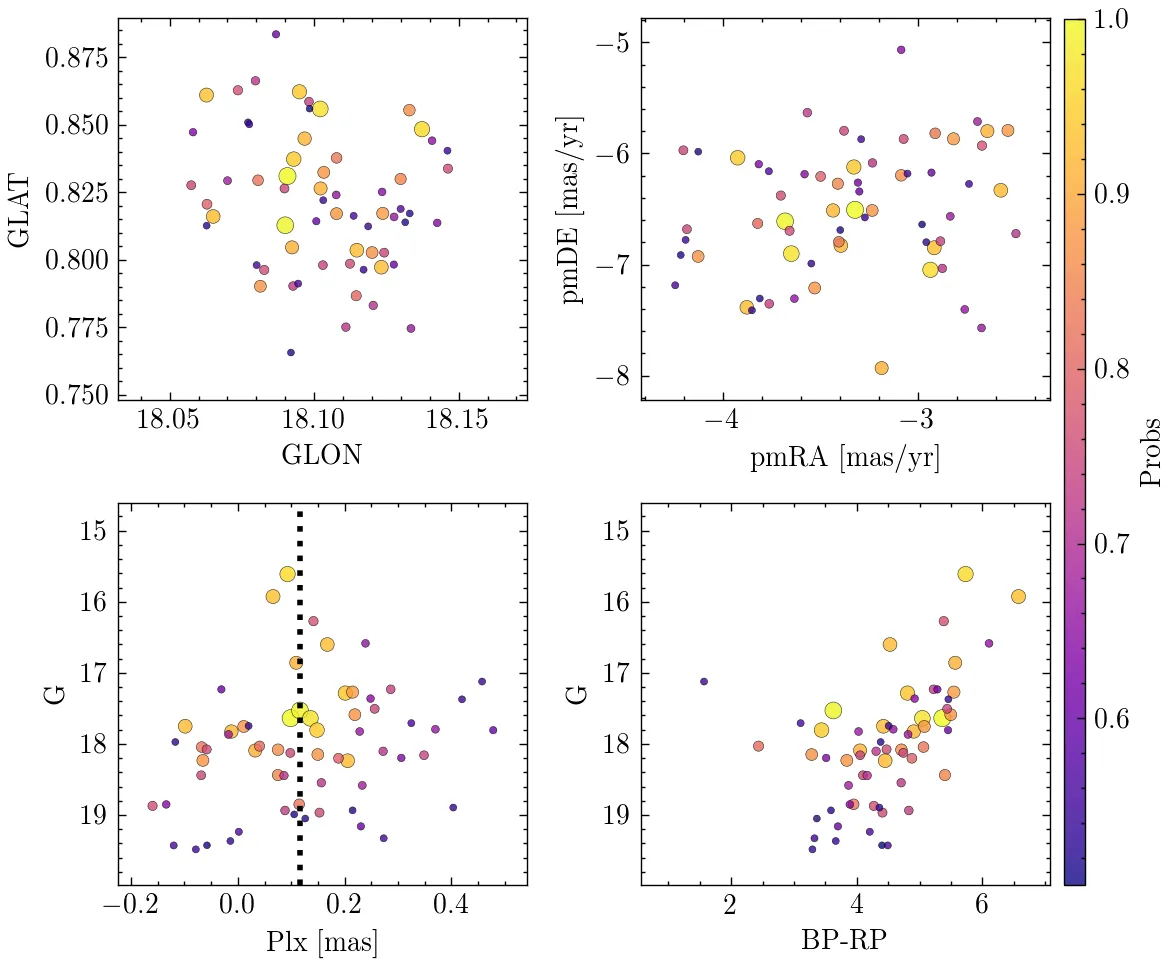 0.875
0.850
0.825
0.800
0.775
0.750
GLAT
18.05 18.10 18.15
GLON
−5
−6
−7
−8
pmDE [mas/yr]
−4 −3
pmRA [mas/yr]
1.0
0.9
0.8
0.7
0.6
Probs
15
16
17
18
19
G
−0.2 0.0 0.2 0.4
Plx [mas]
15
16
17
18
19
G
2 4 6
BP-RP